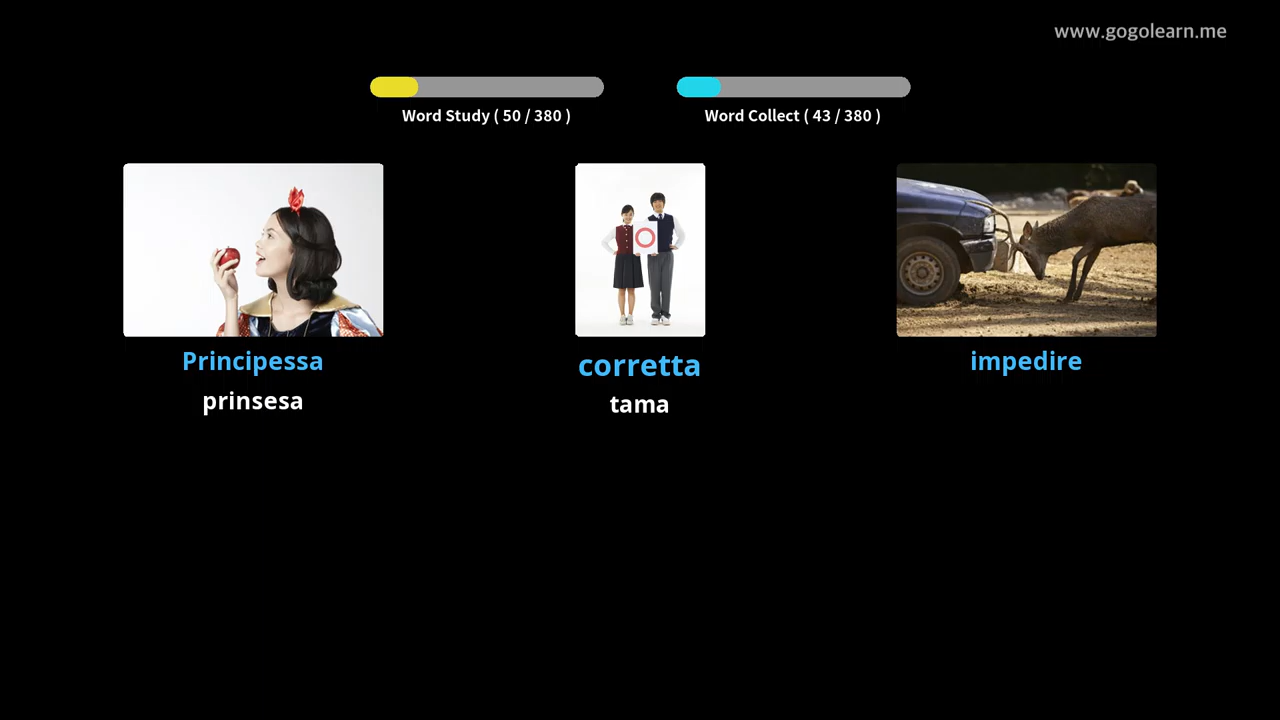 www.gogolearn.me
Word Study ( 50 / 380 )
Word Collect ( 43 / 380 )
Principessa
prinsesa
corretta
tama
impedire